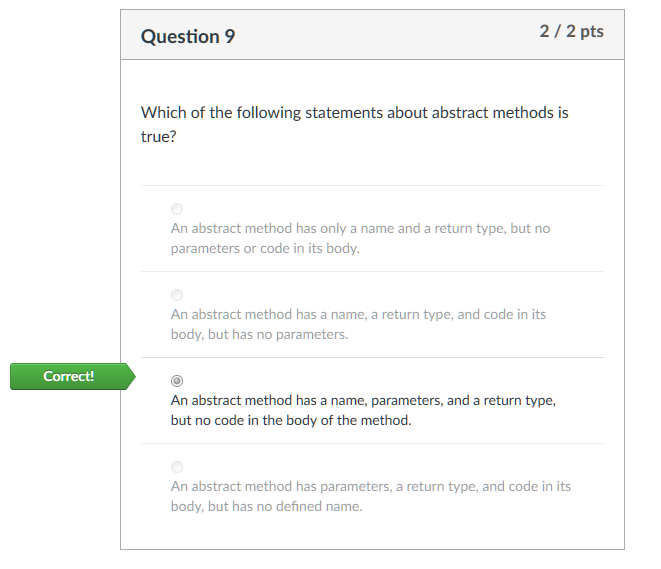 Question 9
2 / 2 pts
Which of the following statements about abstract methods is
true?
An abstract method has only a name and a return type, but no
parameters or code in its body.
An abstract method has a name, a return type, and code in its
body, but has no parameters.
Correct!
An abstract method has a name, parameters, and a return type,
but no code in the body of the method.
An abstract method has parameters, a return type, and code in its
body, but has no defined name.